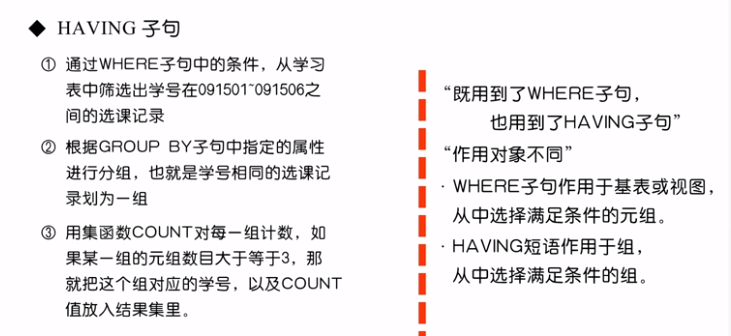 ◆ HAVING 子句
① 通过WHERE子句中的条件，从学习
表中筛选出学号在091501~091506之
间的选课记录
② 根据GROUP BY子句中指定的属性
进行分组，也就是学号相同的选课记
录划为一组
③ 用集函数COUNT对每一组计数，如
果某一组的元组数目大于等于3，那
就把这个组对应的学号，以及COUNT
值放入结果集里。
“既用到了WHERE子句，
也用到了HAVING子句”
“作用对象不同”
· WHERE子句作用于基表或视图，
从中选择满足条件的元组。
· HAVING短语作用于组，
从中选择满足条件的组。